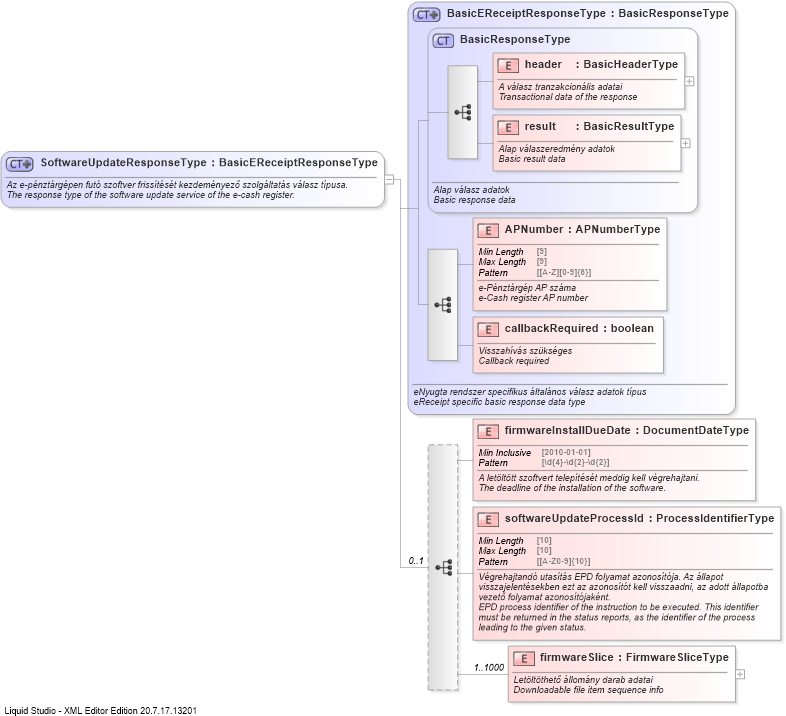 CT BasicEReceiptResponseType : BasicResponseType
CT BasicResponseType
E header : BasicHeaderType
A válasz tranzakcionális adatai
Transactional data of the response
E result : BasicResultType
Alap válaszeredmény adatok
Basic result data
Alap válasz adatok
Basic response data
CT SoftwareUpdateResponseType : BasicEReceiptResponseType
Az e-pénztárgépen futó szoftver frissítését kezdeményező szolgáltatás válasz típusa.
The response type of the software update service of the e-cash register.
E APNumber : APNumberType
Min Length [9]
Max Length [9]
Pattern [[A-Z][0-9]{8}]
e-Pénztárgép AP száma
e-Cash register AP number
E callbackRequired : boolean
Visszahívás szükséges
Callback required
eNyugta rendszer specifikus általános válasz adatok típus
eReceipt specific basic response data type
E firmwareInstallDueDate : DocumentDateType
Min Inclusive [2010-01-01]
Pattern [\d{4}-\d{2}-\d{2}]
A letöltött szoftvert telepítését meddig kell végrehajtani.
The deadline of the installation of the software.
E softwareUpdateProcessId : ProcessIdentifierType
Min Length [10]
Max Length [10]
Pattern [[A-Z0-9]{10}]
Végrehajtandó utasítás EPD folyamat azonosítója. Az állapot
visszajelentésekben ezt az azonosítót kell visszaadni, az adott állapotba
vezető folyamat azonosítójaként.
EPD process identifier of the instruction to be executed. This identifier
must be returned in the status reports, as the identifier of the process
leading to the given status.
0..1
1..1000
E firmwareSlice : FirmwareSliceType
Letölthető állomány darab adatai
Downloadable file item sequence info
Liquid Studio - XML Editor Edition 20.7.17.13201